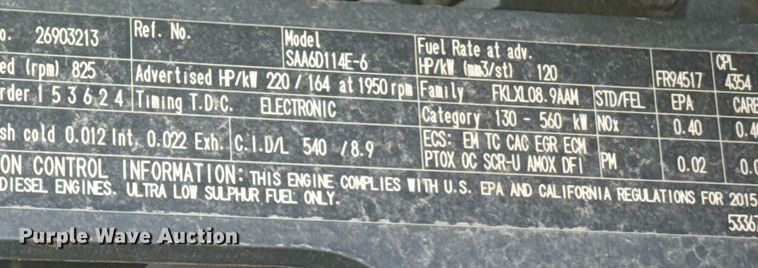 o. 26903213 Ref. No. Model SAA6D114E-6 Fuel Rate at adv. HP/kW (mm3/st) 120 FR94517 CPL 4354
ed (rpm) 825 Advertised HP/kW 220 / 164 at 1950 rpm Family FKLXL08.9AAM STD/FEL EPA CARB
rder 1 5 3 6 2 4 Timing T.D.C. ELECTRONIC Category 130 - 560 kW NOx 0.40 0.4
sh cold 0.012 Int. 0.022 Exh. C.I.D/L 540 / 8.9 ECS: EM TC CAC EGR ECM PTOX OC SCR-U AMOX DFI PM 0.02 0.0
ON CONTROL INFORMATION: THIS ENGINE COMPLIES WITH U.S. EPA AND CALIFORNIA REGULATIONS FOR 2015
DIESEL ENGINES. ULTRA LOW SULPHUR FUEL ONLY.
5336
Purple Wave Auction